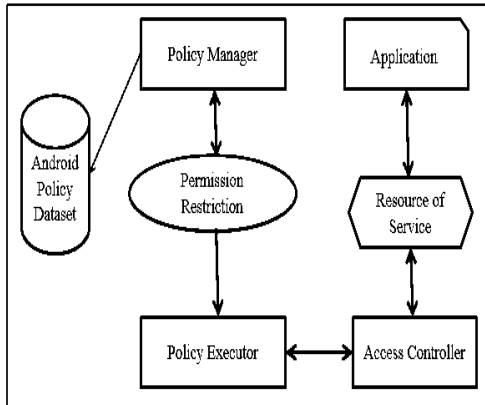 Policy Manager
Application
Android
Policy
Dataset
Permission
Restriction
Resource of
Service
Policy Executor
Access Controller